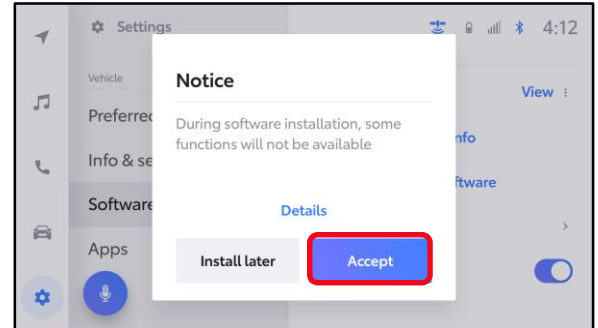 Settings
4:12
Vehicle
View
Preferred
Info & se
Software
Apps
nfo
ftware
Notice
During software installation, some
functions will not be available
Details
Install later
Accept